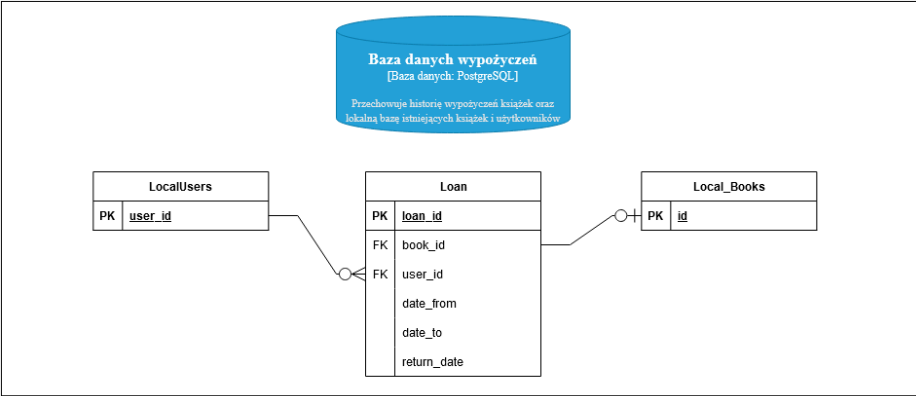 Baza danych wypożyczeń
[Baza danych: PostgreSQL]
Przechowuje historię wypożyczeń książek oraz
lokalną bazę istniejących książek i użytkowników
LocalUsers
PK user_id
Loan
PK loan_id
FK book_id
FK user_id
date_from
date_to
return_date
Local_Books
PK id